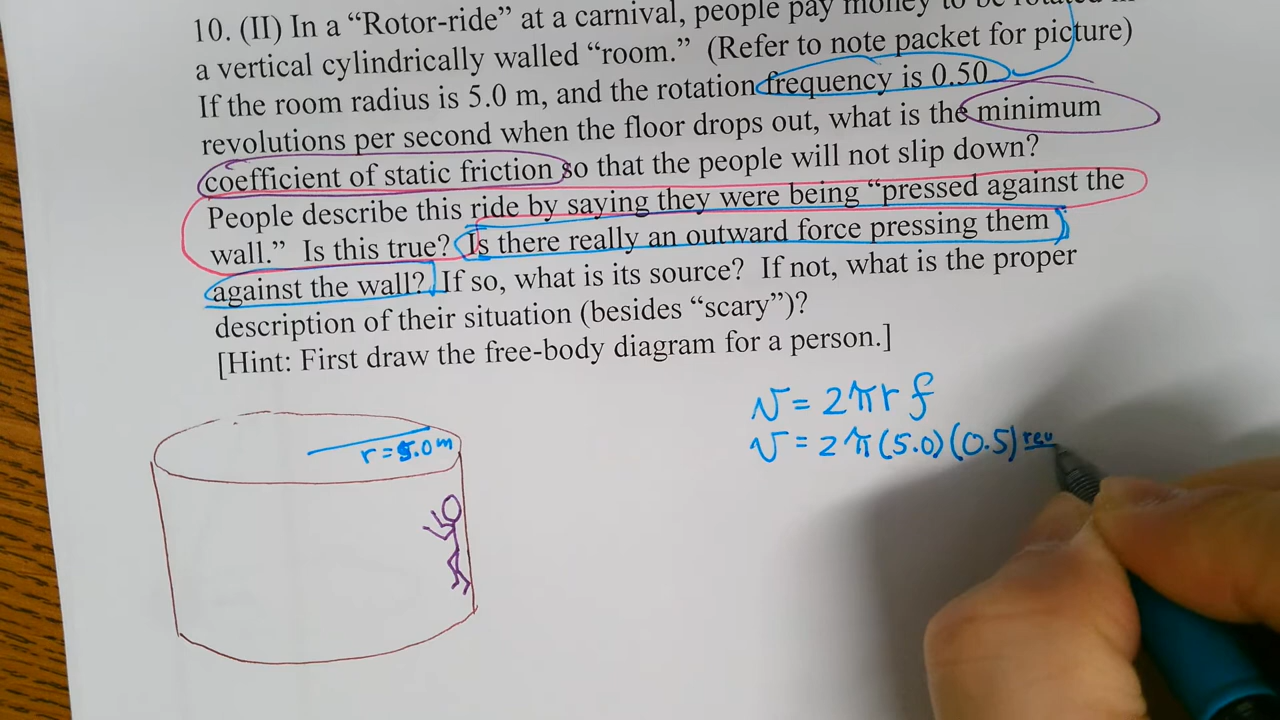 10. (II) In a “Rotor-ride” at a carnival, people pay money to be rotated in
a vertical cylindrically walled “room.” (Refer to note packet for picture)
If the room radius is 5.0 m, and the rotation frequency is 0.50
revolutions per second when the floor drops out, what is the minimum
coefficient of static friction so that the people will not slip down?
People describe this ride by saying they were being “pressed against the
wall.” Is this true? Is there really an outward force pressing them
against the wall? If so, what is its source? If not, what is the proper
description of their situation (besides “scary”)?
[Hint: First draw the free-body diagram for a person.]
v = 2πr f
v = 2π(5.0)(0.5) rev
r = 5.0m